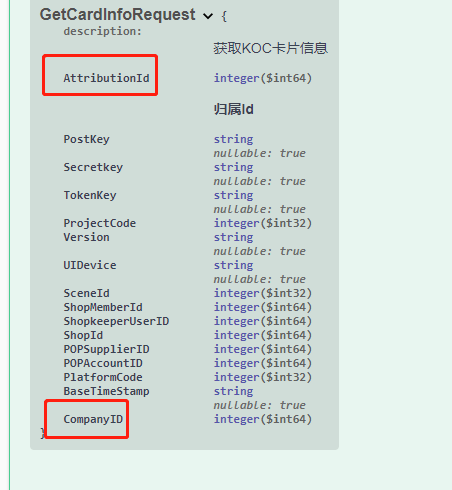 GetCardInfoRequest {
description:
获取KOC卡片信息
AttributionId integer($int64)
归属Id
PostKey string
nullable: true
Secretkey string
nullable: true
TokenKey string
nullable: true
ProjectCode integer($int32)
Version string
nullable: true
UIDevice string
nullable: true
SceneId integer($int32)
ShopMemberId integer($int64)
ShopkeeperUserID integer($int64)
ShopId integer($int64)
POPSupplierID integer($int64)
POPAccountID integer($int64)
PlatformCode integer($int32)
BaseTimeStamp string
nullable: true
CompanyID integer($int64)
}